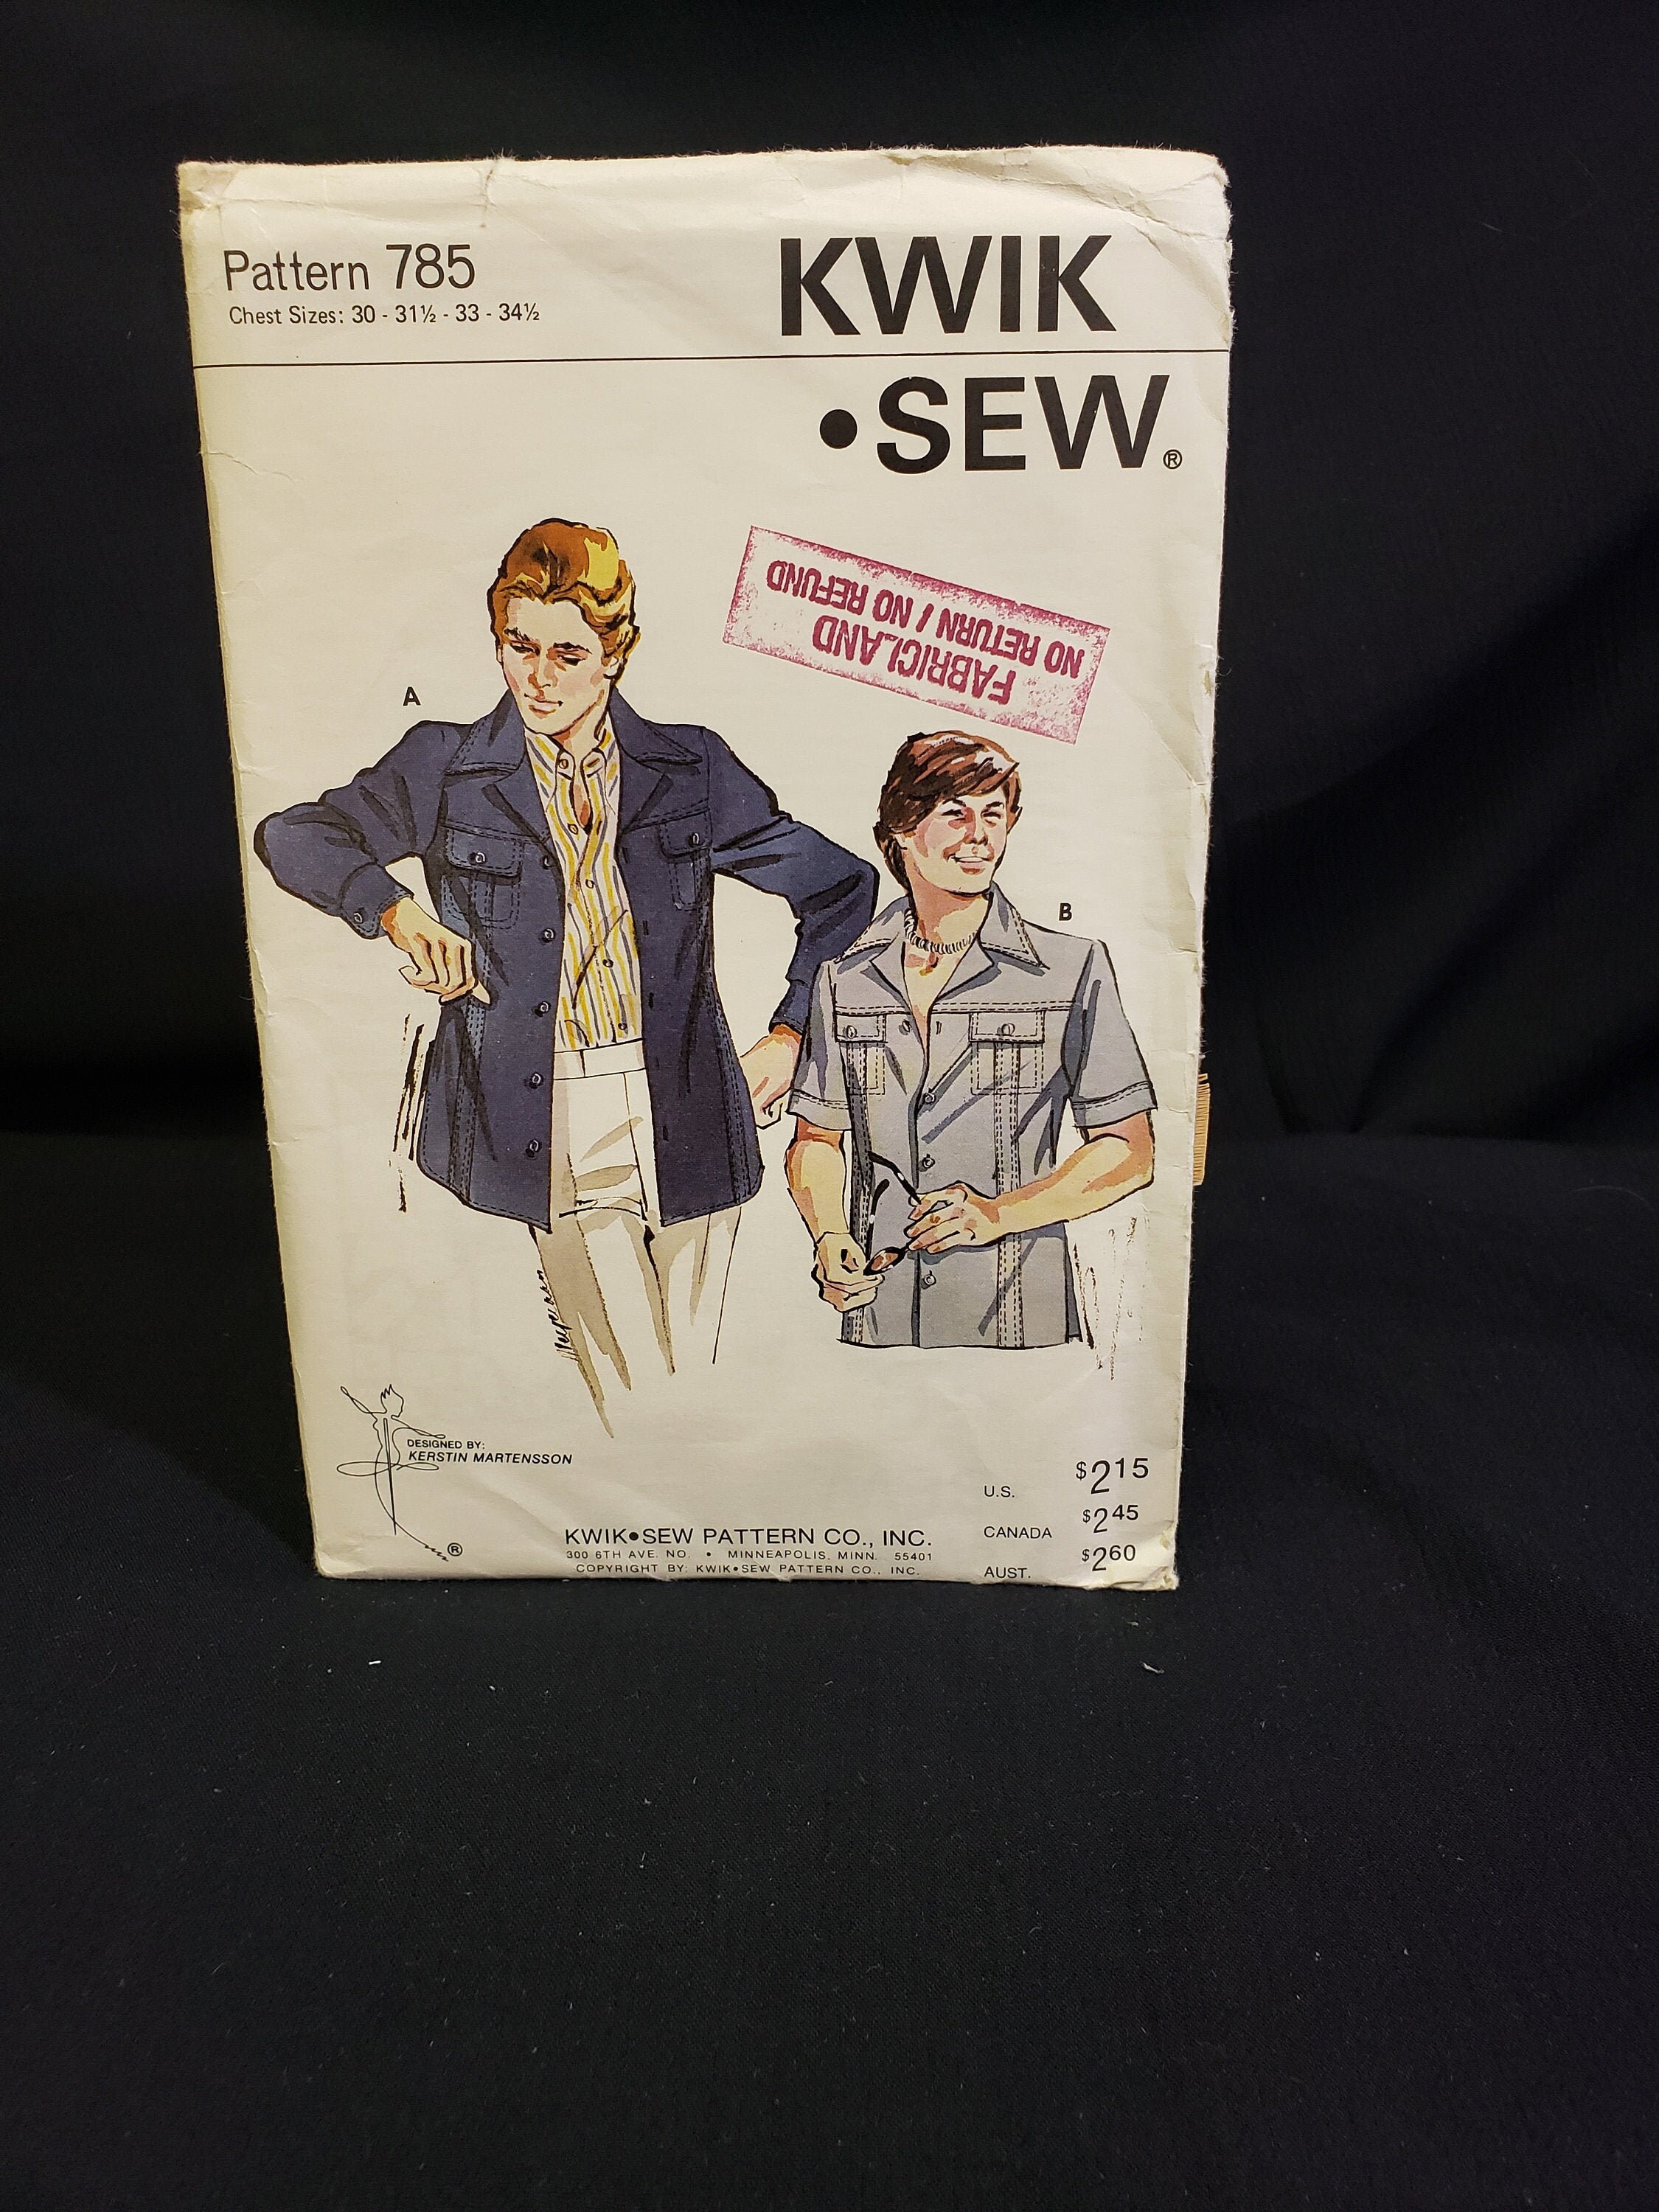 Pattern 785
Chest Sizes: 30 - 31½ - 33 - 34½
KWIK
•SEW®
FABRICLAND
NO RETURN / NO REFUND
A
B
DESIGNED BY:
KERSTIN MARTENSSON
®
KWIK•SEW PATTERN CO., INC.
300 6TH AVE. NO. • MINNEAPOLIS, MINN. 55401
COPYRIGHT BY: KWIK•SEW PATTERN CO., INC.
U.S. $2.15
CANADA $2.45
AUST. $2.60